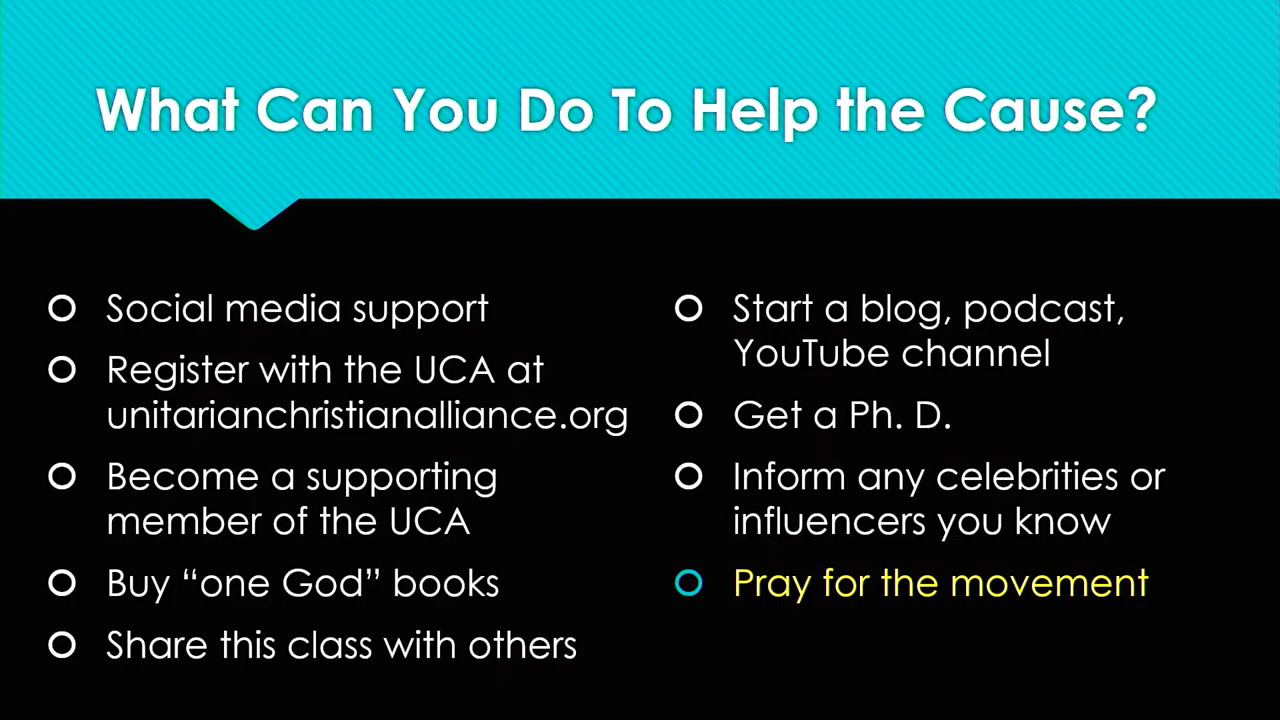 What Can You Do To Help the Cause?
Social media support
Register with the UCA at
unitarianchristianalliance.org
Become a supporting
member of the UCA
Buy “one God” books
Share this class with others
Start a blog, podcast,
YouTube channel
Get a Ph. D.
Inform any celebrities or
influencers you know
Pray for the movement